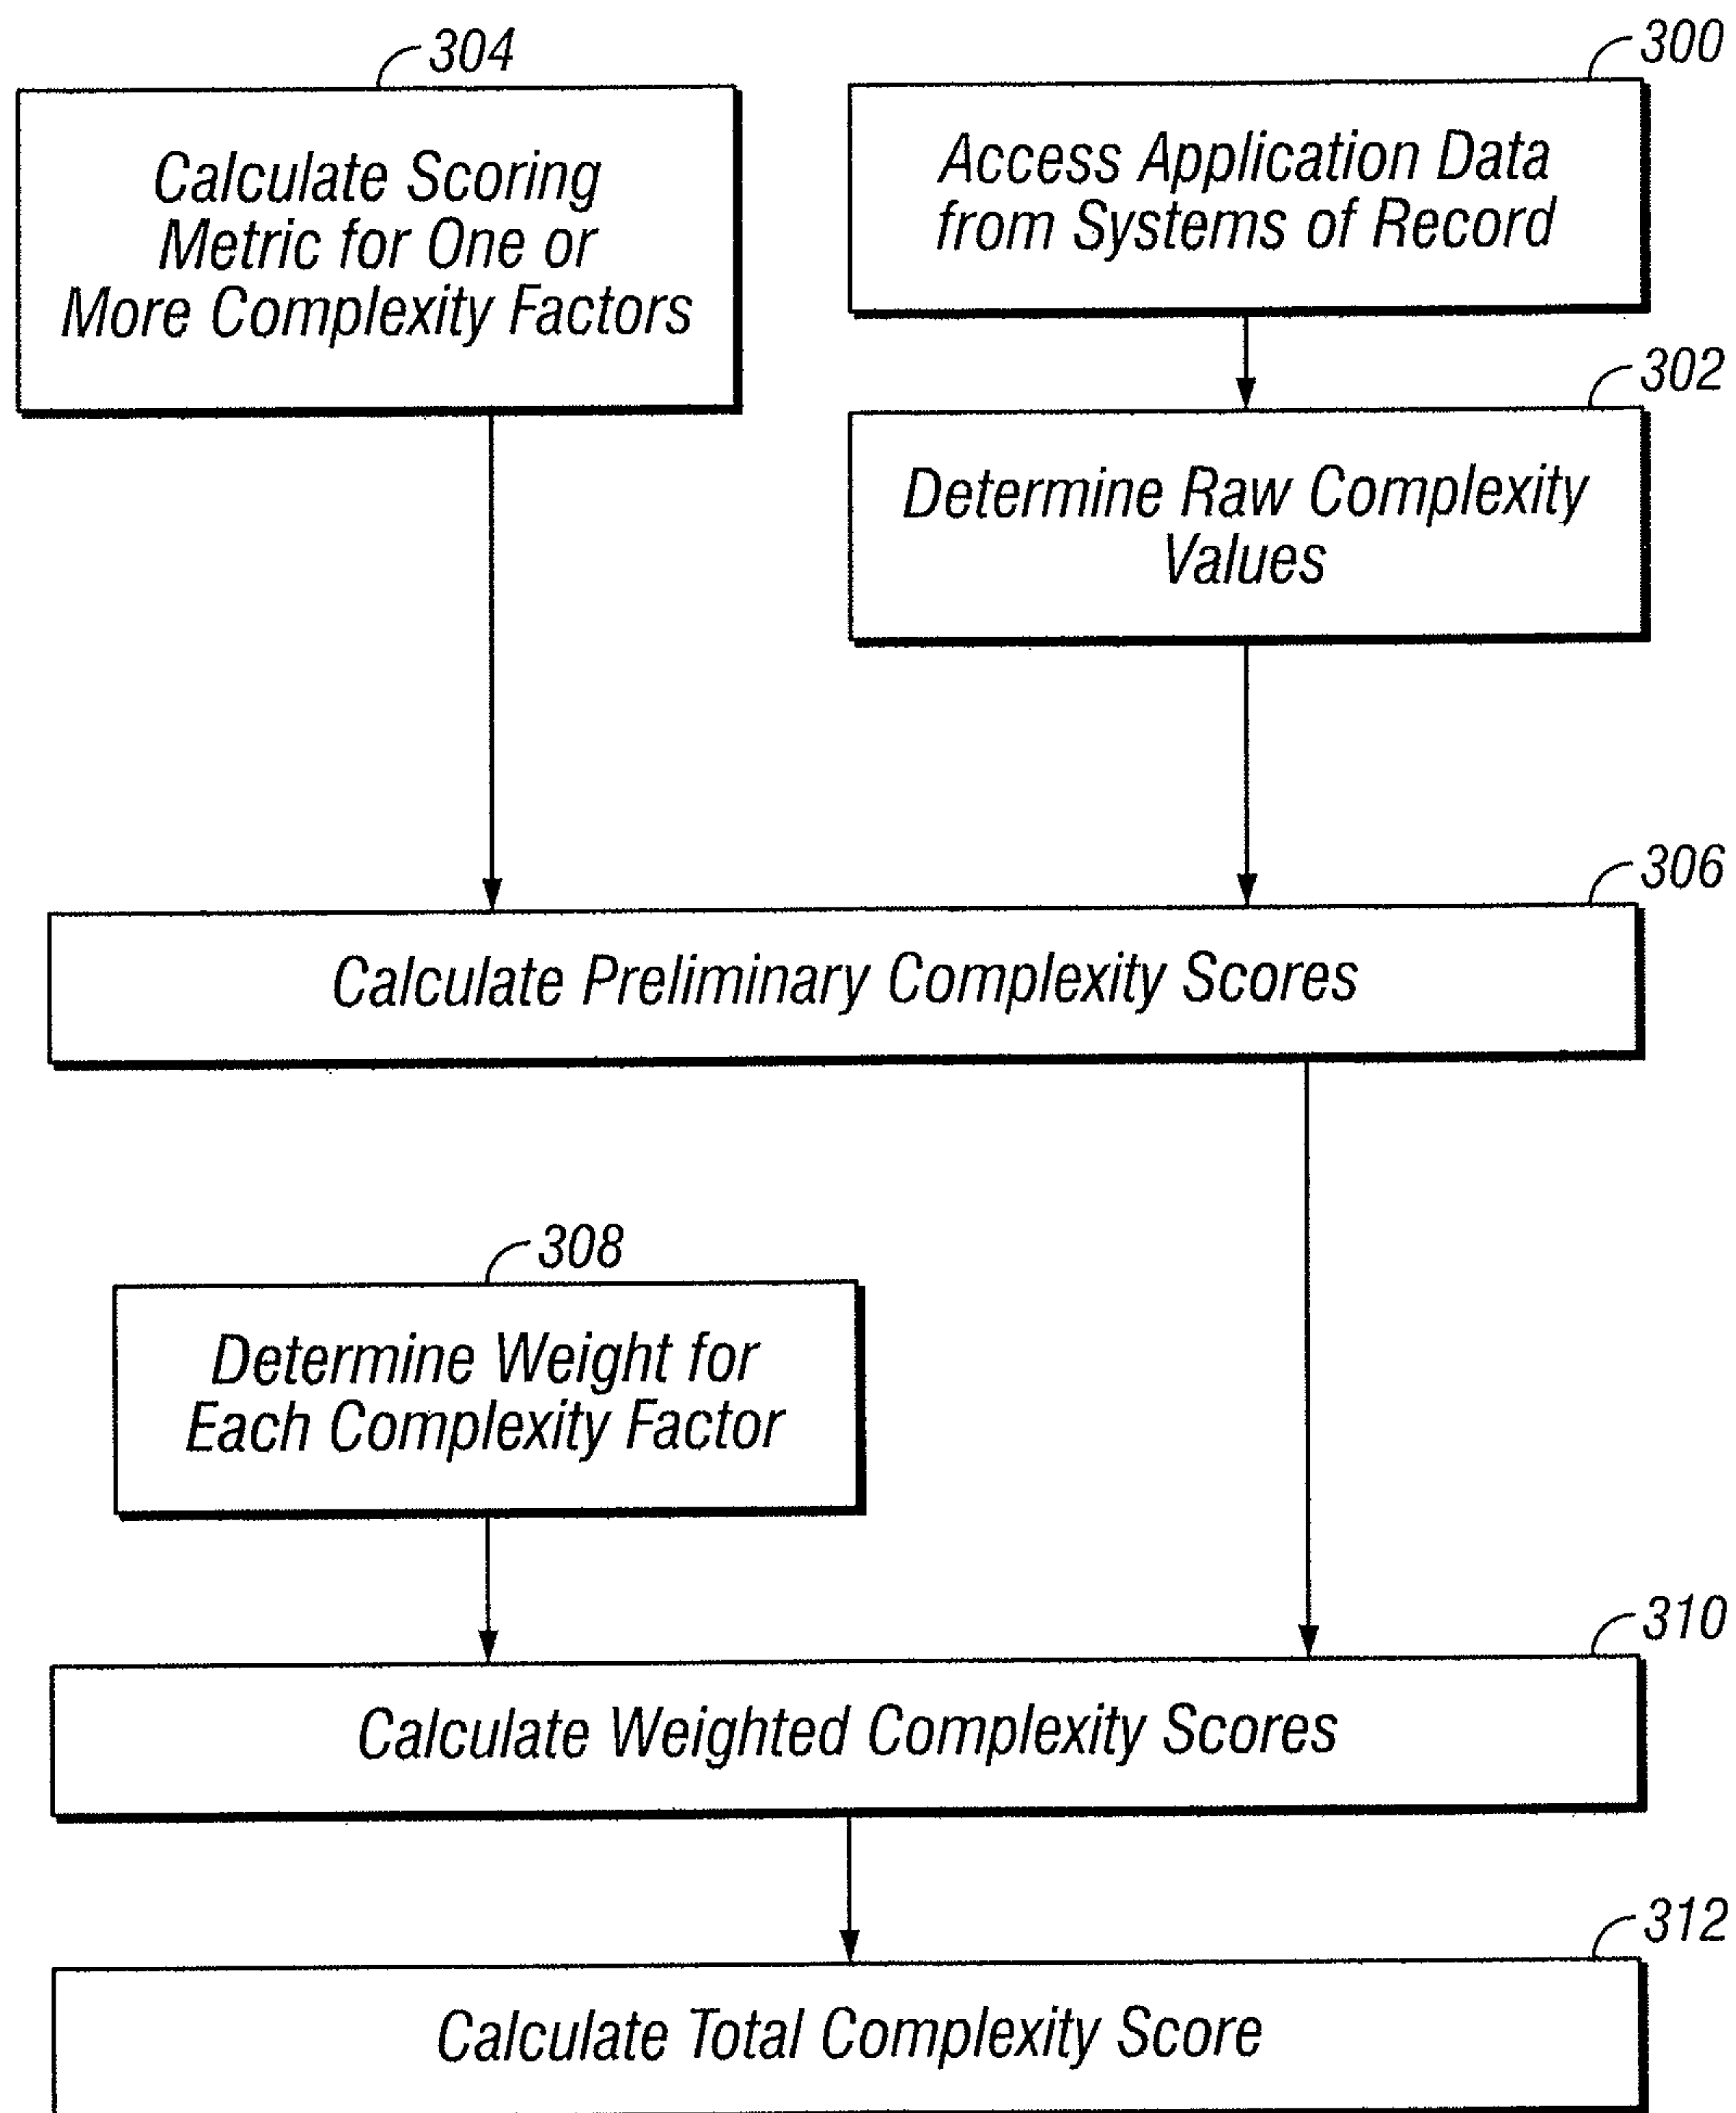 304
Calculate Scoring
Metric for One or
More Complexity Factors
300
Access Application Data
from Systems of Record
302
Determine Raw Complexity
Values
306
Calculate Preliminary Complexity Scores
308
Determine Weight for
Each Complexity Factor
310
Calculate Weighted Complexity Scores
312
Calculate Total Complexity Score